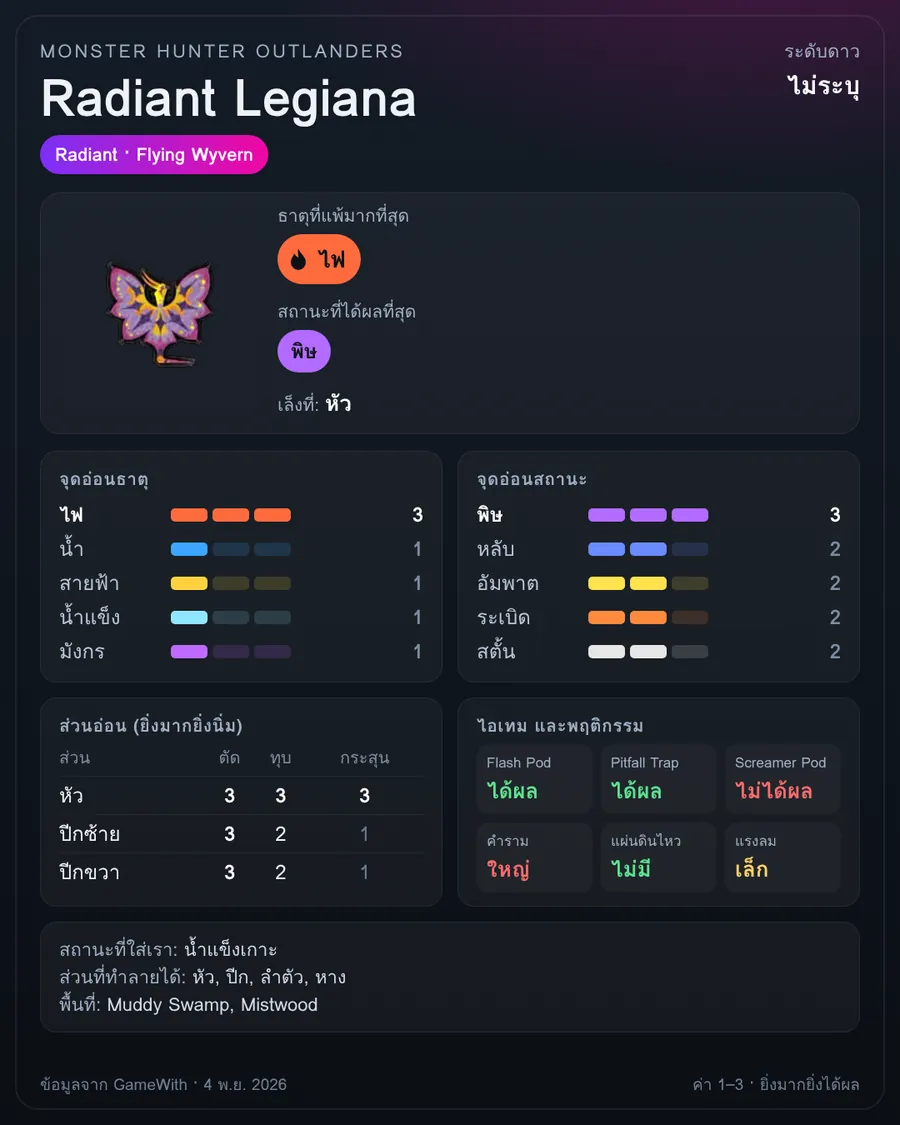 MONSTER HUNTER OUTLANDERS
ระดับดาว
Radiant Legiana
ไม่ระบุ
Radiant · Flying Wyvern
ธาตุที่แพ้มากที่สุด
ไฟ
สถานะที่ได้ผลที่สุด
พิษ
เล็งที่: หัว
จุดอ่อนธาตุ
ไฟ 3
น้ำ 1
สายฟ้า 1
น้ำแข็ง 1
มังกร 1
จุดอ่อนสถานะ
พิษ 3
หลับ 2
อัมพาต 2
ระเบิด 2
สตั้น 2
ส่วนอ่อน (ยิ่งมากยิ่งนิ่ม)
ส่วน ตัด ทุบ กระสุน
หัว 3 3 3
ปีกซ้าย 3 2 1
ปีกขวา 3 2 1
ไอเทม และพฤติกรรม
Flash Pod Pitfall Trap Screamer Pod
ได้ผล ได้ผล ไม่ได้ผล
คำราม แผ่นดินไหว แรงลม
ใหญ่ ไม่มี เล็ก
สถานะที่ใส่เรา: น้ำแข็งเกาะ
ส่วนที่ทำลายได้: หัว, ปีก, ลำตัว, หาง
พื้นที่: Muddy Swamp, Mistwood
ข้อมูลจาก GameWith · 4 พ.ย. 2026
ค่า 1–3 · ยิ่งมากยิ่งได้ผล